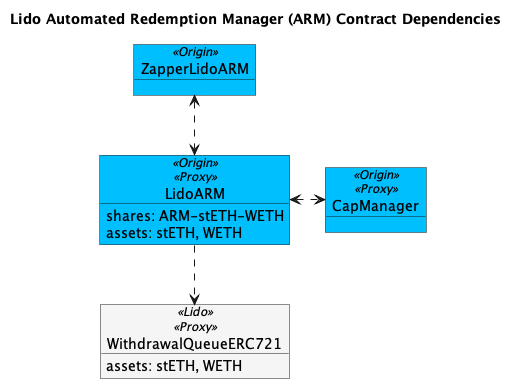 Lido Automated Redemption Manager (ARM) Contract Dependencies
«Origin»
ZapperLidoARM
«Origin»
«Proxy»
LidoARM
shares: ARM-stETH-WETH
assets: stETH, WETH
«Origin»
«Proxy»
CapManager
«Lido»
«Proxy»
WithdrawalQueueERC721
assets: stETH, WETH